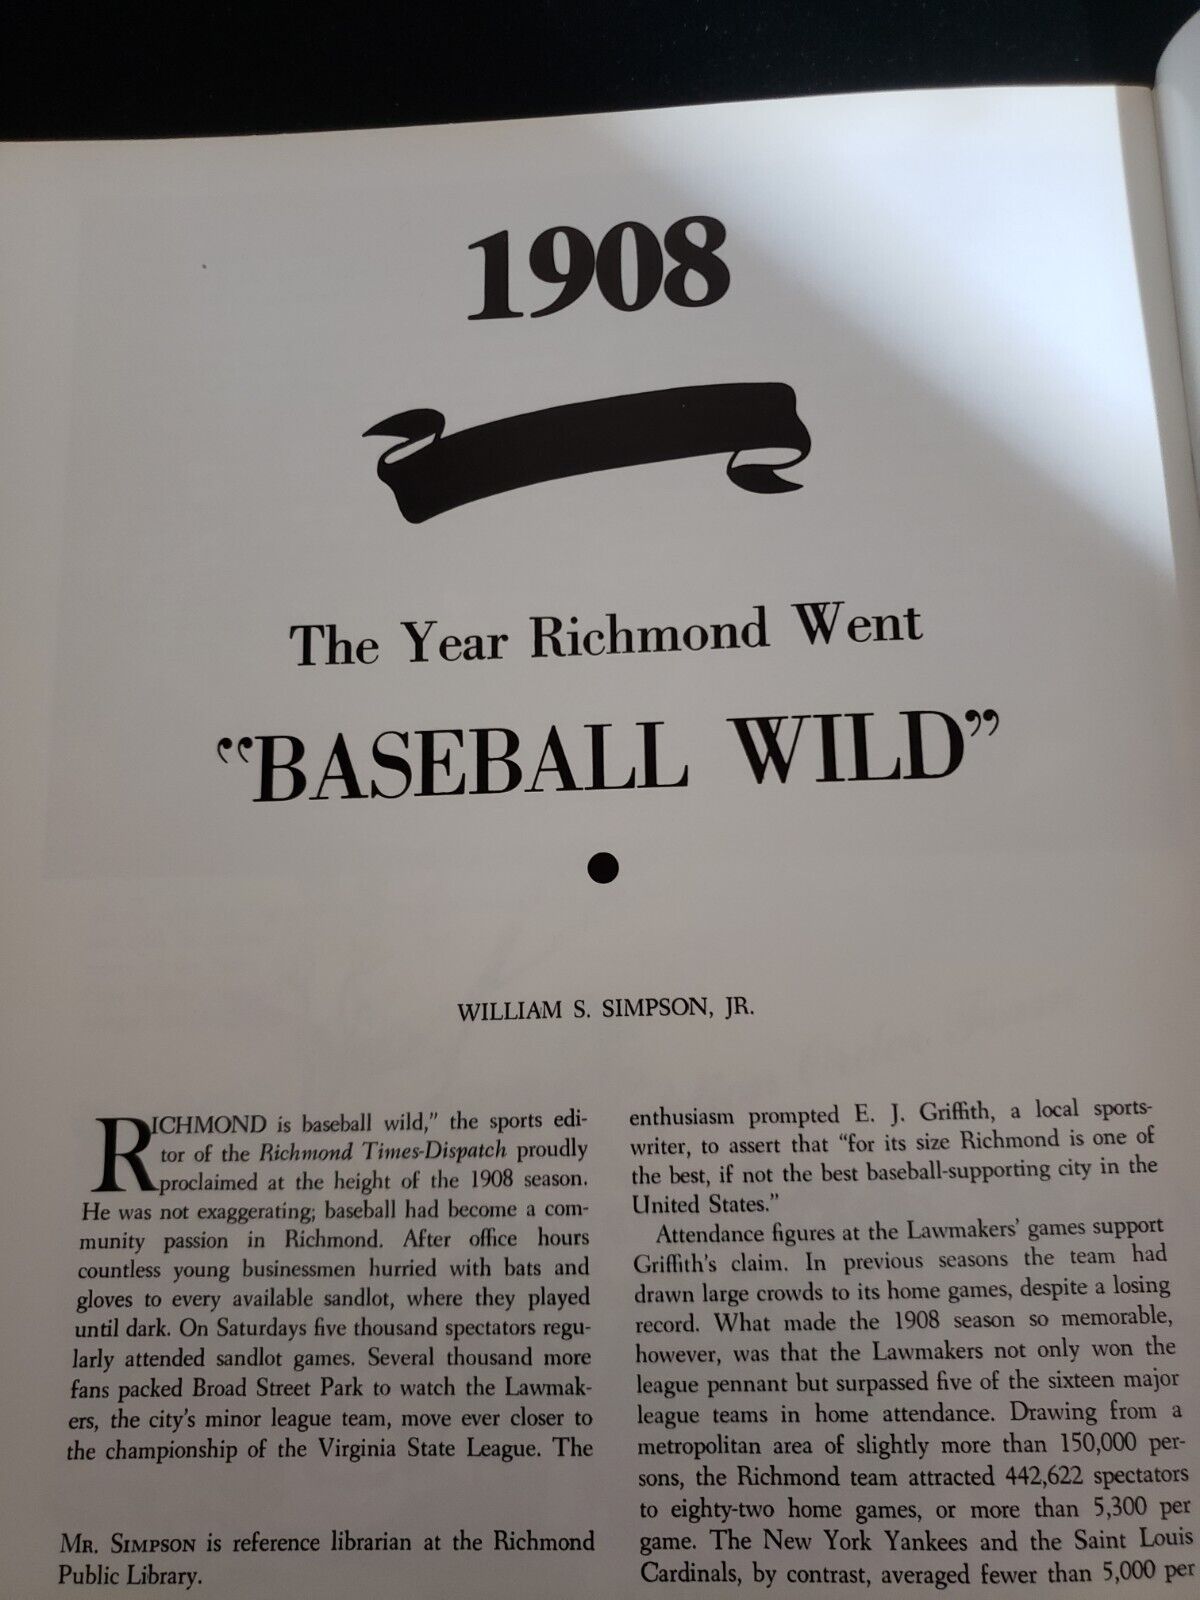 1908
The Year Richmond Went
“BASEBALL WILD”
WILLIAM S. SIMPSON, JR.
RICHMOND is baseball wild,” the sports edi-
tor of the Richmond Times-Dispatch proudly
proclaimed at the height of the 1908 season.
He was not exaggerating; baseball had become a com-
munity passion in Richmond. After office hours
countless young businessmen hurried with bats and
gloves to every available sandlot, where they played
until dark. On Saturdays five thousand spectators regu-
larly attended sandlot games. Several thousand more
fans packed Broad Street Park to watch the Lawmak-
ers, the city’s minor league team, move ever closer to
the championship of the Virginia State League. The
MR. SIMPSON is reference librarian at the Richmond
Public Library.
enthusiasm prompted E. J. Griffith, a local sports-
writer, to assert that “for its size Richmond is one of
the best, if not the best baseball-supporting city in the
United States.”
Attendance figures at the Lawmakers’ games support
Griffith’s claim. In previous seasons the team had
drawn large crowds to its home games, despite a losing
record. What made the 1908 season so memorable,
however, was that the Lawmakers not only won the
league pennant but surpassed five of the sixteen major
league teams in home attendance. Drawing from a
metropolitan area of slightly more than 150,000 per-
sons, the Richmond team attracted 442,622 spectators
to eighty-two home games, or more than 5,300 per
game. The New York Yankees and the Saint Louis
Cardinals, by contrast, averaged fewer than 5,000 per